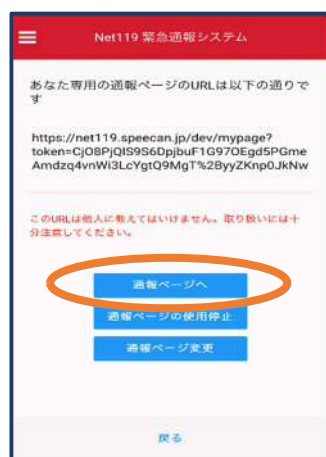 Net119 緊急通報システム
あなた専用の通報ページのURLは以下の通りで
す
https://net119.speecan.jp/dev/mypage?
token=CjO8PjQIS9S6DpjbuF1G97OEgd5PGme
Amdzq4vnWi3LcYgtQ9MgT%2ByyZKnp0JkNw
このURLは他人に教えてはいけません。取り扱いには十
分注意してください。
通報ページへ
通報ページの使用停止
通報ページ変更
戻る